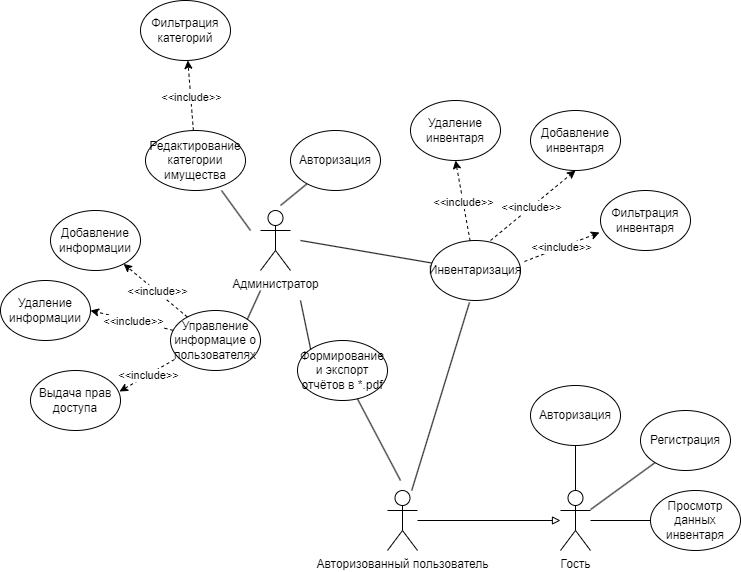 Фильтрация
категорий
<<include>>
Редактирование
категории
имущества
Авторизация
Удаление
инвентаря
Добавление
инвентаря
<<include>>
<<include>>
Фильтрация
инвентаря
<<include>>
Добавление
информации
Администратор
Инвентаризация
<<include>>
Удаление
информации
<<include>>
Управление
информацие о
пользователях
<<include>>
Выдача прав
доступа
Формирование
и экспорт
отчётов в *.pdf
Авторизация
Регистрация
Просмотр
данных
инвентаря
Авторизованный пользователь
Гость